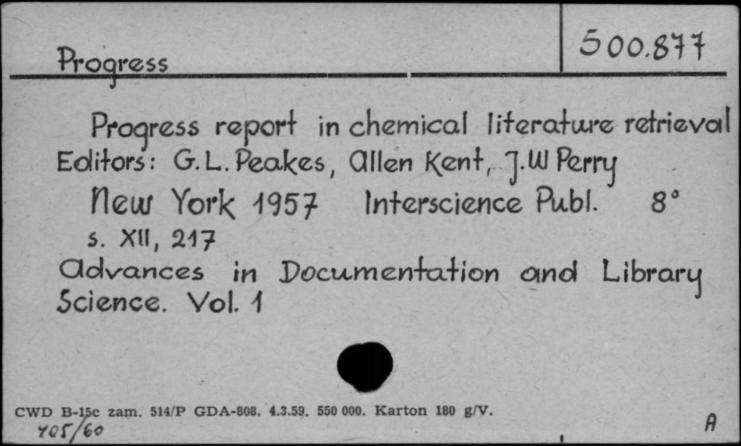 500.877
Progress
Progress report in chemical literature retrieval
Editors: G.L. Peakes, Allen Kent, J.W Perry
New York 1957 Interscience Publ. 8°
s. XII, 217
Advances in Documentation and Library
Science. Vol. 1
CWD B-15c zam. 514/P GDA-808. 4.3.59. 550 000. Karton 180 g/V.
405/60
A